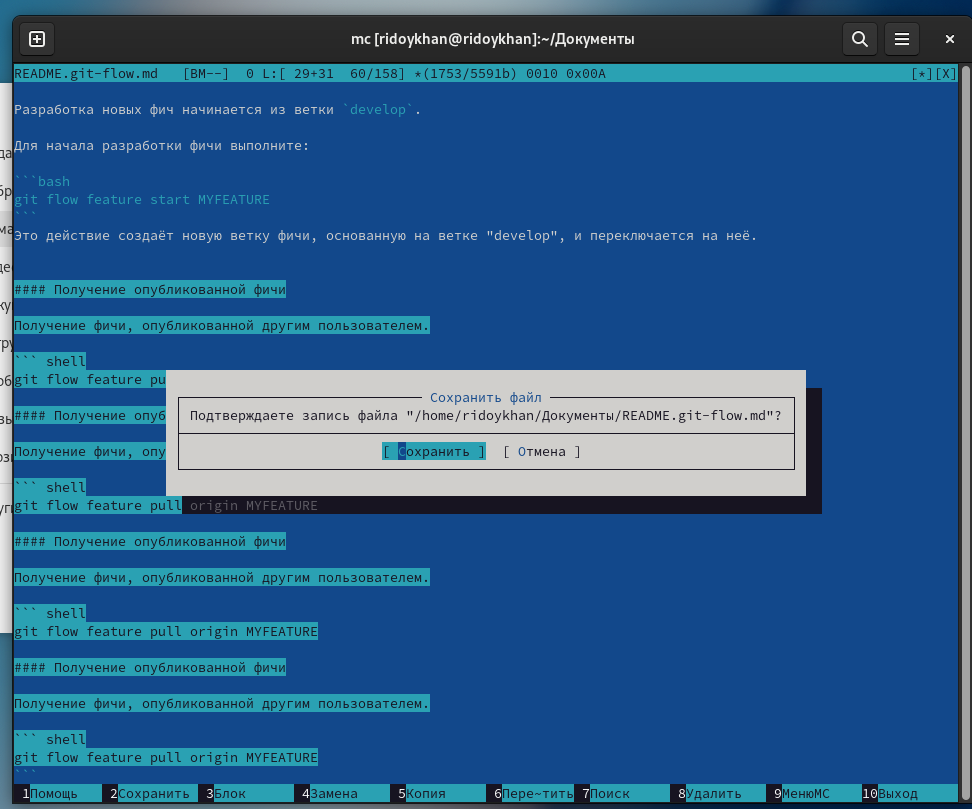 mc [ridoykhan@ridoykhan]:~/Документы
README.git-flow.md   [BM--]  0 L:[ 29+31  60/158] *(1753/5591b) 0010 0x00A   [*][X]
Разработка новых фич начинается из ветки `develop`.
Для начала разработки фичи выполните:
```bash
git flow feature start MYFEATURE
```
Это действие создаёт новую ветку фичи, основанную на ветке "develop", и переключается на неё.
#### Получение опубликованной фичи
Получение фичи, опубликованной другим пользователем.
``` shell
git flow feature pu
#### Получение опуб
Получение фичи, опу
``` shell
git flow feature pull origin MYFEATURE
Сохранить файл
Подтверждаете запись файла "/home/ridoykhan/Документы/README.git-flow.md"?
[ Сохранить ]  [ Отмена ]
#### Получение опубликованной фичи
Получение фичи, опубликованной другим пользователем.
``` shell
git flow feature pull origin MYFEATURE
#### Получение опубликованной фичи
Получение фичи, опубликованной другим пользователем.
``` shell
git flow feature pull origin MYFEATURE
```
1Помощь 2Сохранить 3Блок 4Замена 5Копия 6Пере~тить 7Поиск 8Удалить 9МенюМС 10Выход